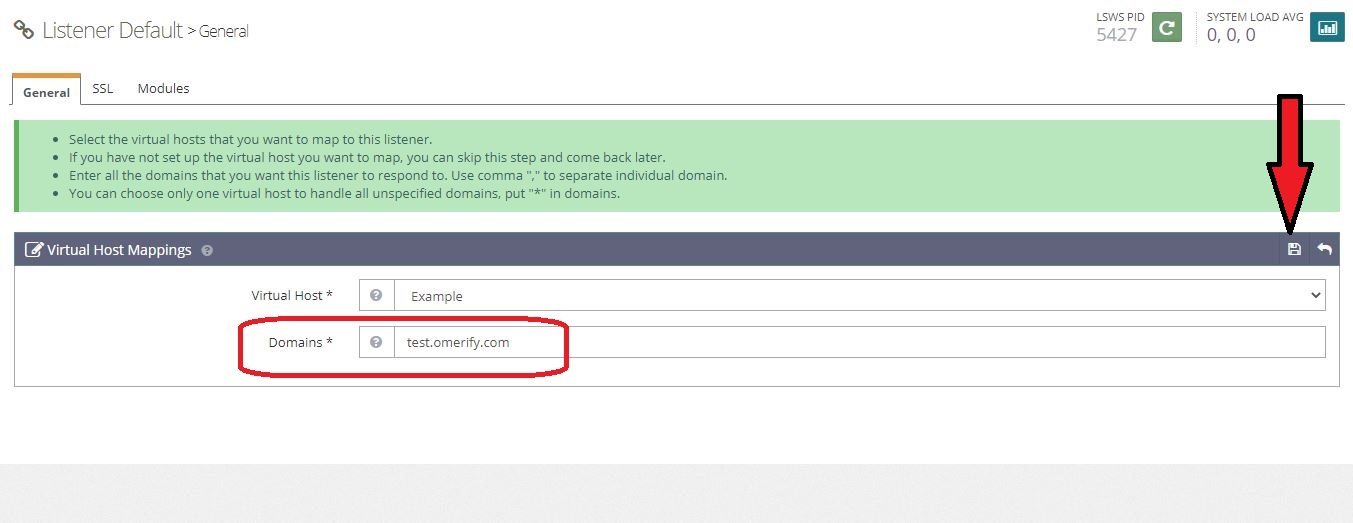 Listener Default > General
LSWS PID
5427
SYSTEM LOAD AVG
0, 0, 0
General
SSL
Modules
Select the virtual hosts that you want to map to this listener.
If you have not set up the virtual host you want to map, you can skip this step and come back later.
Enter all the domains that you want this listener to respond to. Use comma "," to separate individual domain.
You can choose only one virtual host to handle all unspecified domains, put "*" in domains.
Virtual Host Mappings
Virtual Host *
Example
Domains *
test.omerify.com